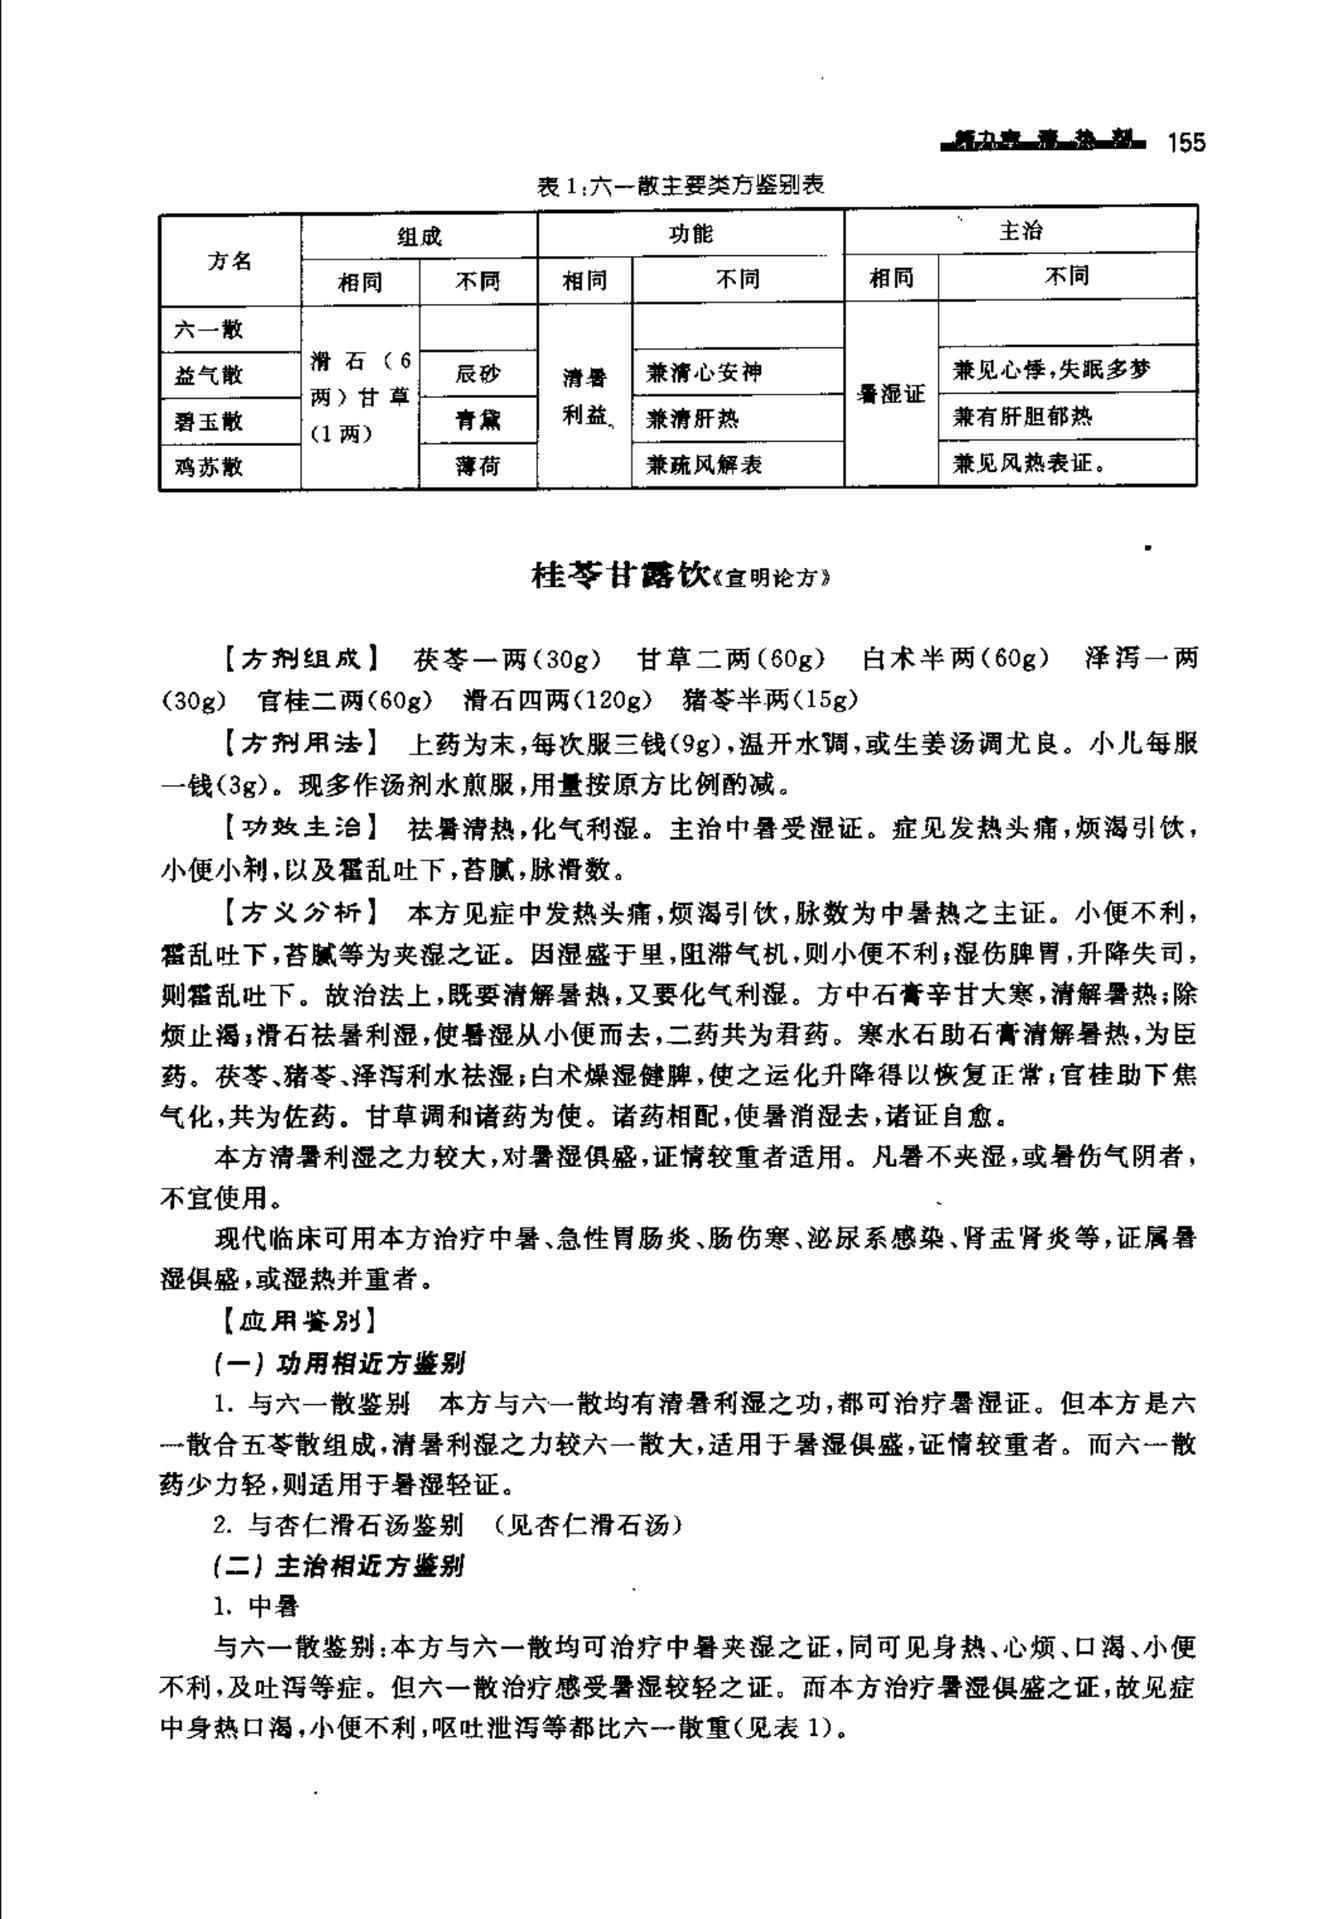 第九章 清热剂 155
表1:六一散主要类方鉴别表
方名 组成 功能 主治
相同 不同 相同 不同 相同 不同
六一散
益气散 辰砂 兼清心安神 兼见心悸,失眠多梦
碧玉散 青黛 兼清肝热 兼有肝胆郁热
鸡苏散 薄荷 兼疏风解表 兼见风热表证。
滑石(6
两)甘草
(1两)
清暑
利益
暑湿证
桂苓甘露饮《宣明论方》
【方剂组成】 茯苓一两(30g) 甘草二两(60g) 白术半两(60g) 泽泻一两
(30g) 官桂二两(60g) 滑石四两(120g) 猪苓半两(15g)
【方剂用法】 上药为末,每次服三钱(9g),温开水调,或生姜汤调尤良。小儿每服
一钱(3g)。现多作汤剂水煎服,用量按原方比例酌减。
【功效主治】 祛暑清热,化气利湿。主治中暑受湿证。症见发热头痛,烦渴引饮,
小便小利,以及霍乱吐下,苔腻,脉滑数。
【方义分析】 本方见症中发热头痛,烦渴引饮,脉数为中暑热之主证。小便不利,
霍乱吐下,苔腻等为夹湿之证。因湿盛于里,阻滞气机,则小便不利;湿伤脾胃,升降失司,
则霍乱吐下。故治法上,既要清解暑热,又要化气利湿。方中石膏辛甘大寒,清解暑热;除
烦止渴;滑石祛暑利湿,使暑湿从小便而去,二药共为君药。寒水石助石膏清解暑热,为臣
药。茯苓、猪苓、泽泻利水祛湿;白术燥湿健脾,使之运化升降得以恢复正常;官桂助下焦
气化,共为佐药。甘草调和诸药为使。诸药相配,使暑消湿去,诸证自愈。
本方清暑利湿之力较大,对暑湿俱盛,证情较重者适用。凡暑不夹湿,或暑伤气阴者,
不宜使用。
现代临床可用本方治疗中暑、急性胃肠炎、肠伤寒、泌尿系感染、肾盂肾炎等,证属暑
湿俱盛,或湿热并重者。
【应用鉴别】
(一)功用相近方鉴别
1. 与六一散鉴别 本方与六一散均有清暑利湿之功,都可治疗暑湿证。但本方是六
一散合五苓散组成,清暑利湿之力较六一散大,适用于暑湿俱盛,证情较重者。而六一散
药少力轻,则适用于暑湿轻证。
2. 与杏仁滑石汤鉴别 (见杏仁滑石汤)
(二)主治相近方鉴别
1. 中暑
与六一散鉴别:本方与六一散均可治疗中暑夹湿之证,同可见身热、心烦、口渴、小便
不利,及吐泻等症。但六一散治疗感受暑湿较轻之证。而本方治疗暑湿俱盛之证,故见症
中身热口渴,小便不利,呕吐泄泻等都比六一散重(见表1)。